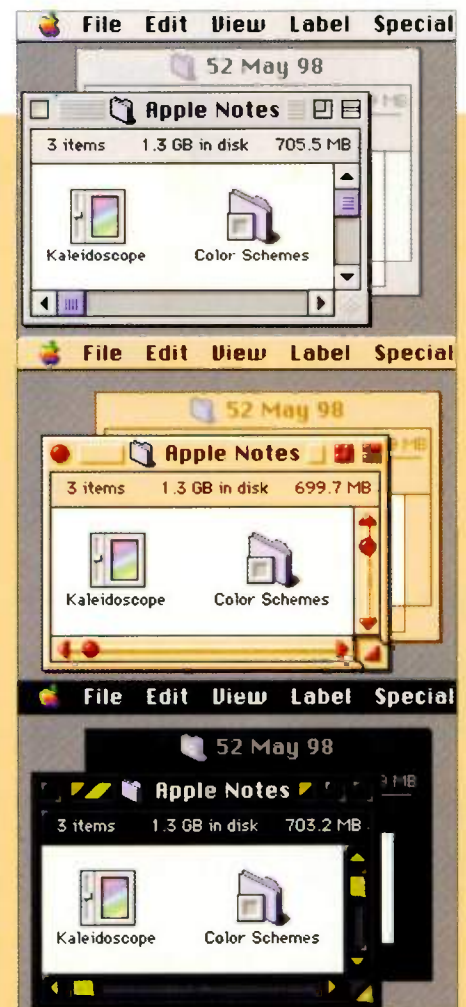 File Edit View Label Special
52 May 98
MB
Apple Notes
3 items 1.3 GB in disk 705.5 MB
Kaleidoscope Color Schemes
File Edit View Label Special
52 May 98
MB
Apple Notes
3 items 1.3 GB in disk 699.7 MB
Kaleidoscope Color Schemes
File Edit View Label Special
52 May 98
MB
Apple Notes
3 items 1.3 GB in disk 703.2 MB
Kaleidoscope Color Schemes